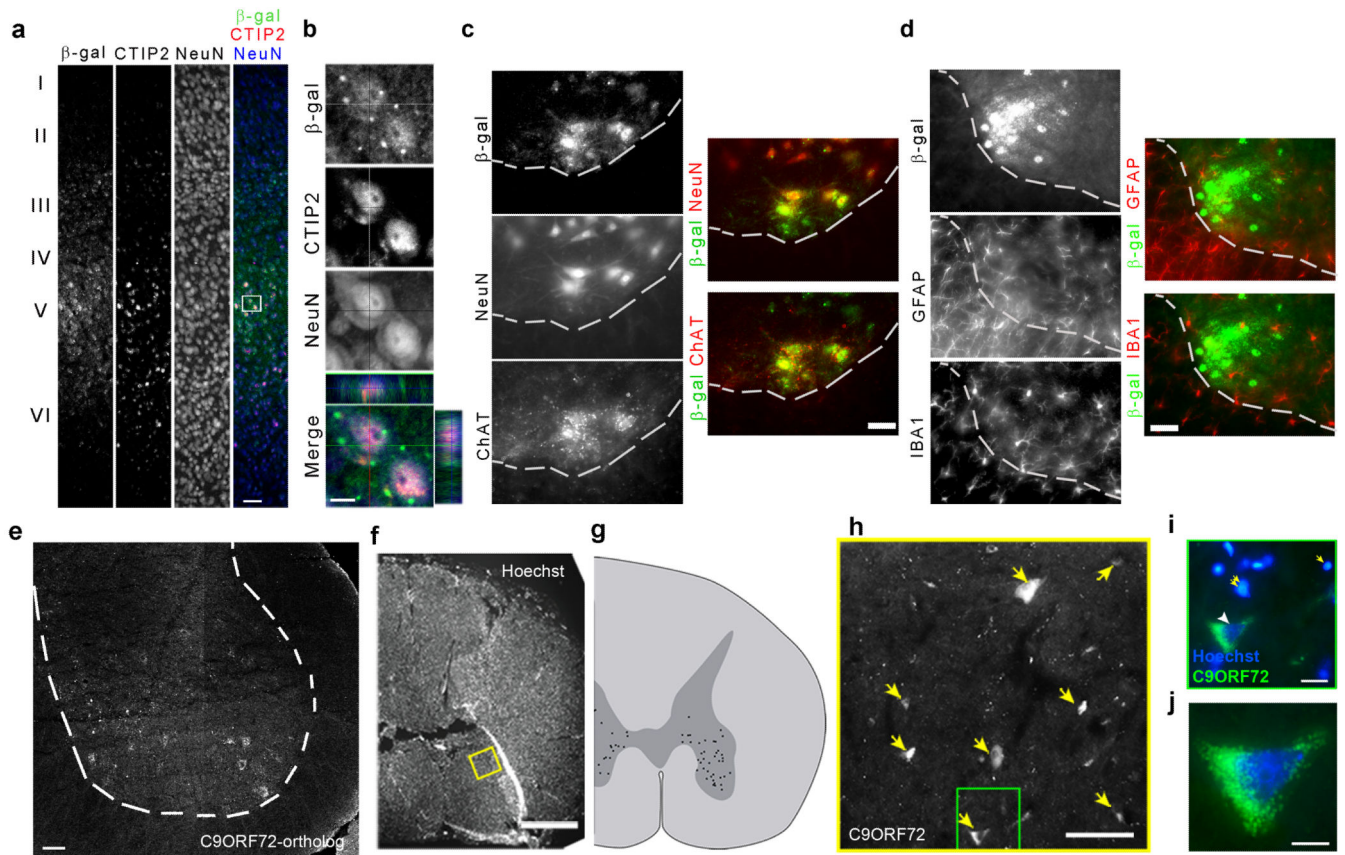 a
β-gal
CTIP2
NeuN
β-gal
CTIP2
NeuN
I
II
III
IV
V
VI
b
β-gal
CTIP2
NeuN
Merge
c
β-gal
NeuN
ChAT
β-gal NeuN
β-gal ChAT
d
β-gal
GFAP
IBA1
β-gal GFAP
β-gal IBA1
e
C9ORF72-ortholog
f
Hoechst
g
h
C9ORF72
i
Hoechst
C9ORF72
j